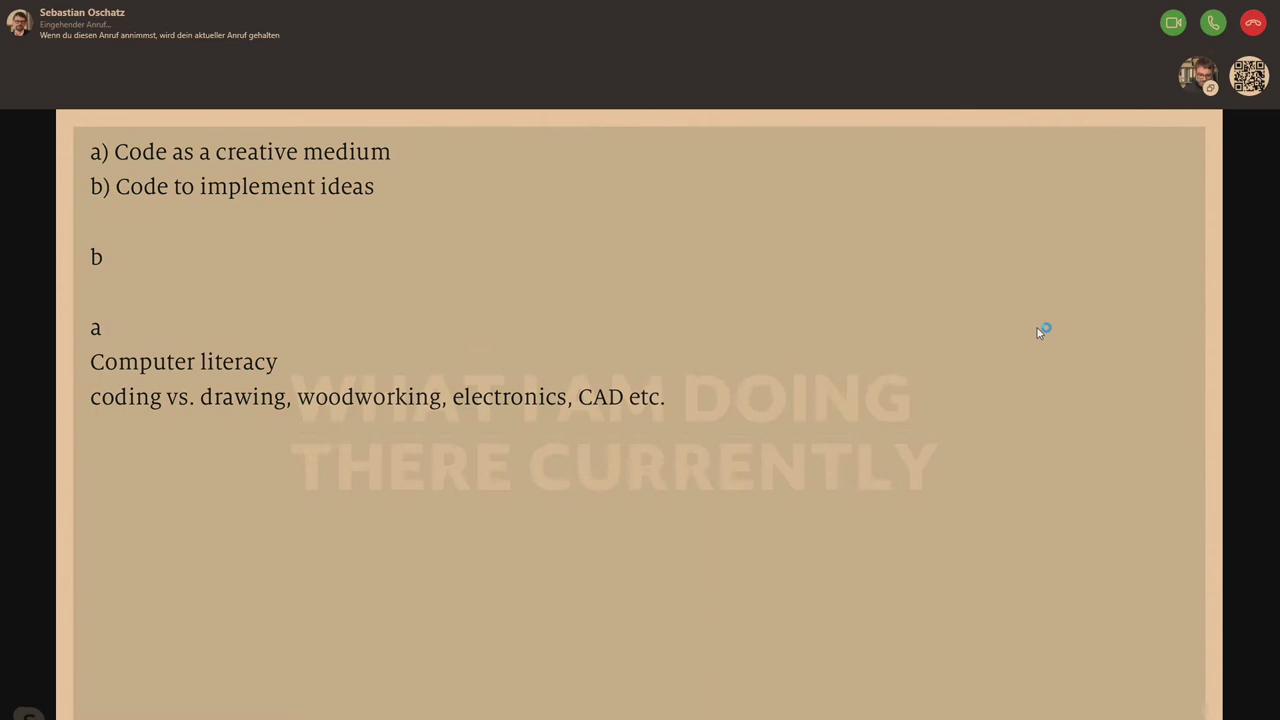 Sebastian Oschatz
Eingehender Anruf...
Wenn du diesen Anruf annimmst, wird dein aktueller Anruf gehalten
a) Code as a creative medium
b) Code to implement ideas
b
a
Computer literacy
coding vs. drawing, woodworking, electronics, CAD etc.
WHAT I AM DOING
THERE CURRENTLY